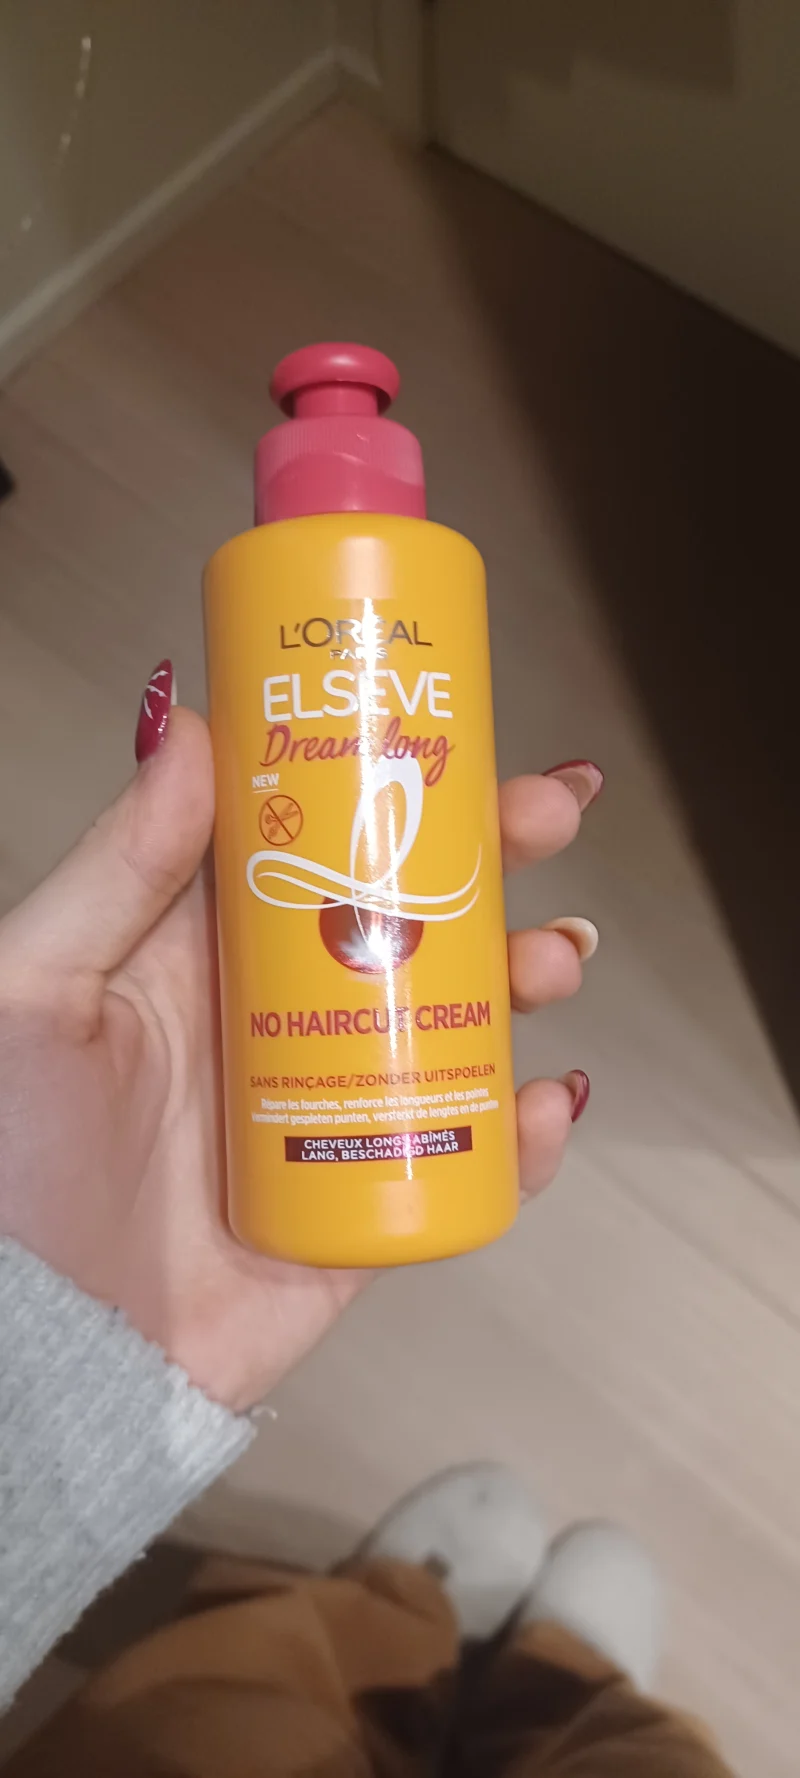 L'ORÉAL
PARIS
ELSEVE
Dream long
NEW
NO HAIRCUT CREAM
SANS RINÇAGE/ZONDER UITSPOELEN
Répare les fourches, renforce les longueurs et les pointes
Vermindert gespleten punten, versterkt de lengtes en de punten
CHEVEUX LONGS ABÎMÉS
LANG, BESCHADIGD HAAR